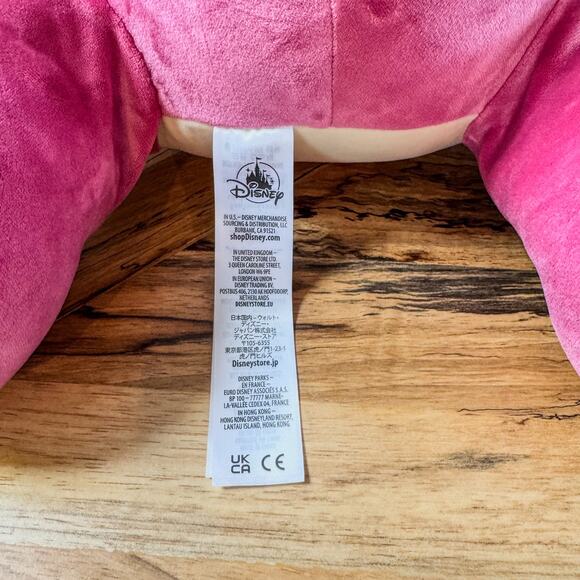 Disney
IN U.S. – DISNEY MERCHANDISE
SOURCING & DISTRIBUTION, LLC
BURBANK, CA 91521
shopDisney.com
IN UNITED KINGDOM –
THE DISNEY STORE LTD.
3 QUEEN CAROLINE STREET,
LONDON W6 9PE
IN EUROPEAN UNION –
DISNEY TRADING BV,
POSTBUS 406, 2130 AK HOOFDDORP,
NETHERLANDS
DISNEYSTORE.EU
日本国内–ウォルト・
ディズニー・
ジャパン株式会社
ディズニー・ストア
〒105-6355
東京都港区虎ノ門1-23-1
虎ノ門ヒルズ
Disneystore.jp
DISNEY PARKS –
EN FRANCE –
EURO DISNEY ASSOCIÉS S.A.S.
BP 100 – 77777 MARNE-
LA-VALLÉE CEDEX 04, FRANCE
IN HONG KONG –
HONG KONG DISNEYLAND RESORT,
LANTAU ISLAND, HONG KONG
UK
CA CE